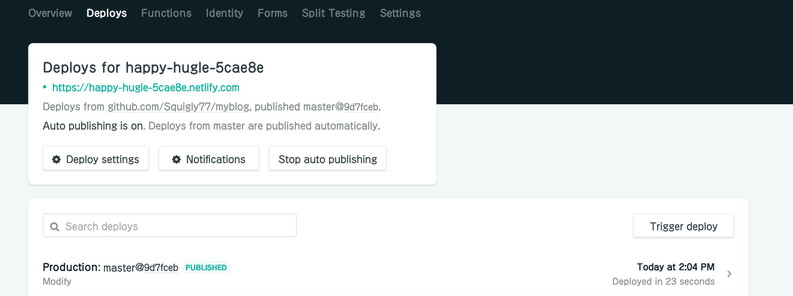 Overview Deploys Functions Identity Forms Split Testing Settings
Deploys for happy-hugle-5cae8e
• https://happy-hugle-5cae8e.netlify.com
Deploys from github.com/Squigly77/myblog, published master@9d7fceb.
Auto publishing is on. Deploys from master are published automatically.
Deploy settings Notifications Stop auto publishing
Search deploys Trigger deploy
Production: master@9d7fceb PUBLISHED Today at 2:04 PM
Modify Deployed in 23 seconds